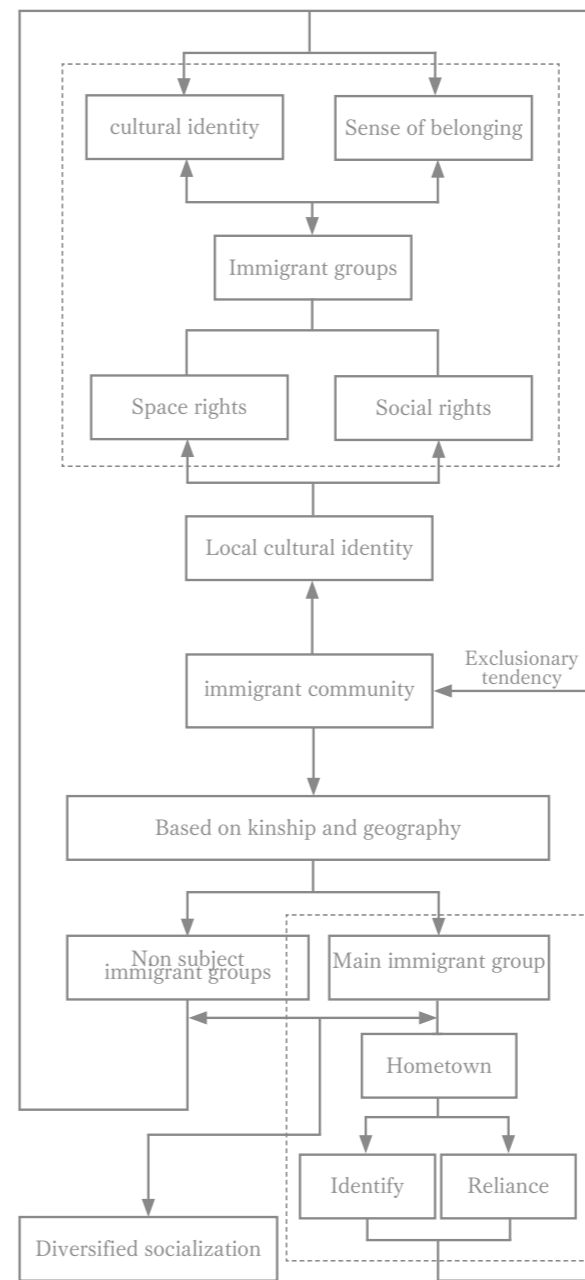 cultural identity
Sense of belonging
Immigrant groups
Space rights
Social rights
Local cultural identity
Exclusionary
tendency
immigrant community
Based on kinship and geography
Non subject
immigrant groups
Main immigrant group
Hometown
Identify
Reliance
Diversified socialization